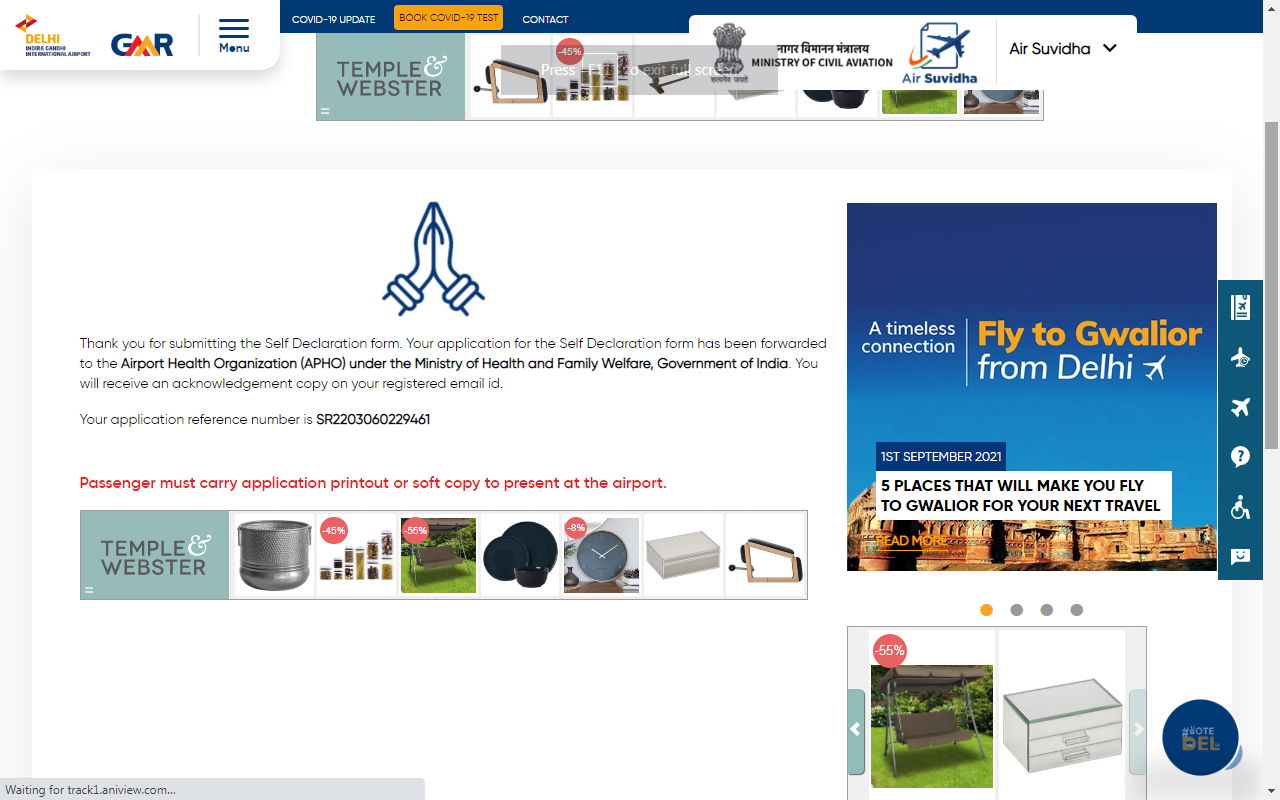 DELHI
INDIRA GANDHI
INTERNATIONAL AIRPORT
GMR
Menu
COVID-19 UPDATE
BOOK COVID-19 TEST
CONTACT
नागर विमानन मंत्रालय
MINISTRY OF CIVIL AVIATION
सत्यमेव जयते
Air Suvidha
Air Suvidha
TEMPLE &
WEBSTER
-45%
Press F11 to exit full screen
Thank you for submitting the Self Declaration form. Your application for the Self Declaration form has been forwarded
to the Airport Health Organization (APHO) under the Ministry of Health and Family Welfare, Government of India. You
will receive an acknowledgement copy on your registered email id.
Your application reference number is SR2203060229461
Passenger must carry application printout or soft copy to present at the airport.
TEMPLE &
WEBSTER
-45%
-55%
-8%
A timeless
connection
Fly to Gwalior
from Delhi
1ST SEPTEMBER 2021
5 PLACES THAT WILL MAKE YOU FLY
TO GWALIOR FOR YOUR NEXT TRAVEL
READ MORE
-55%
#VOTE
DEL
Waiting for track1.aniview.com...